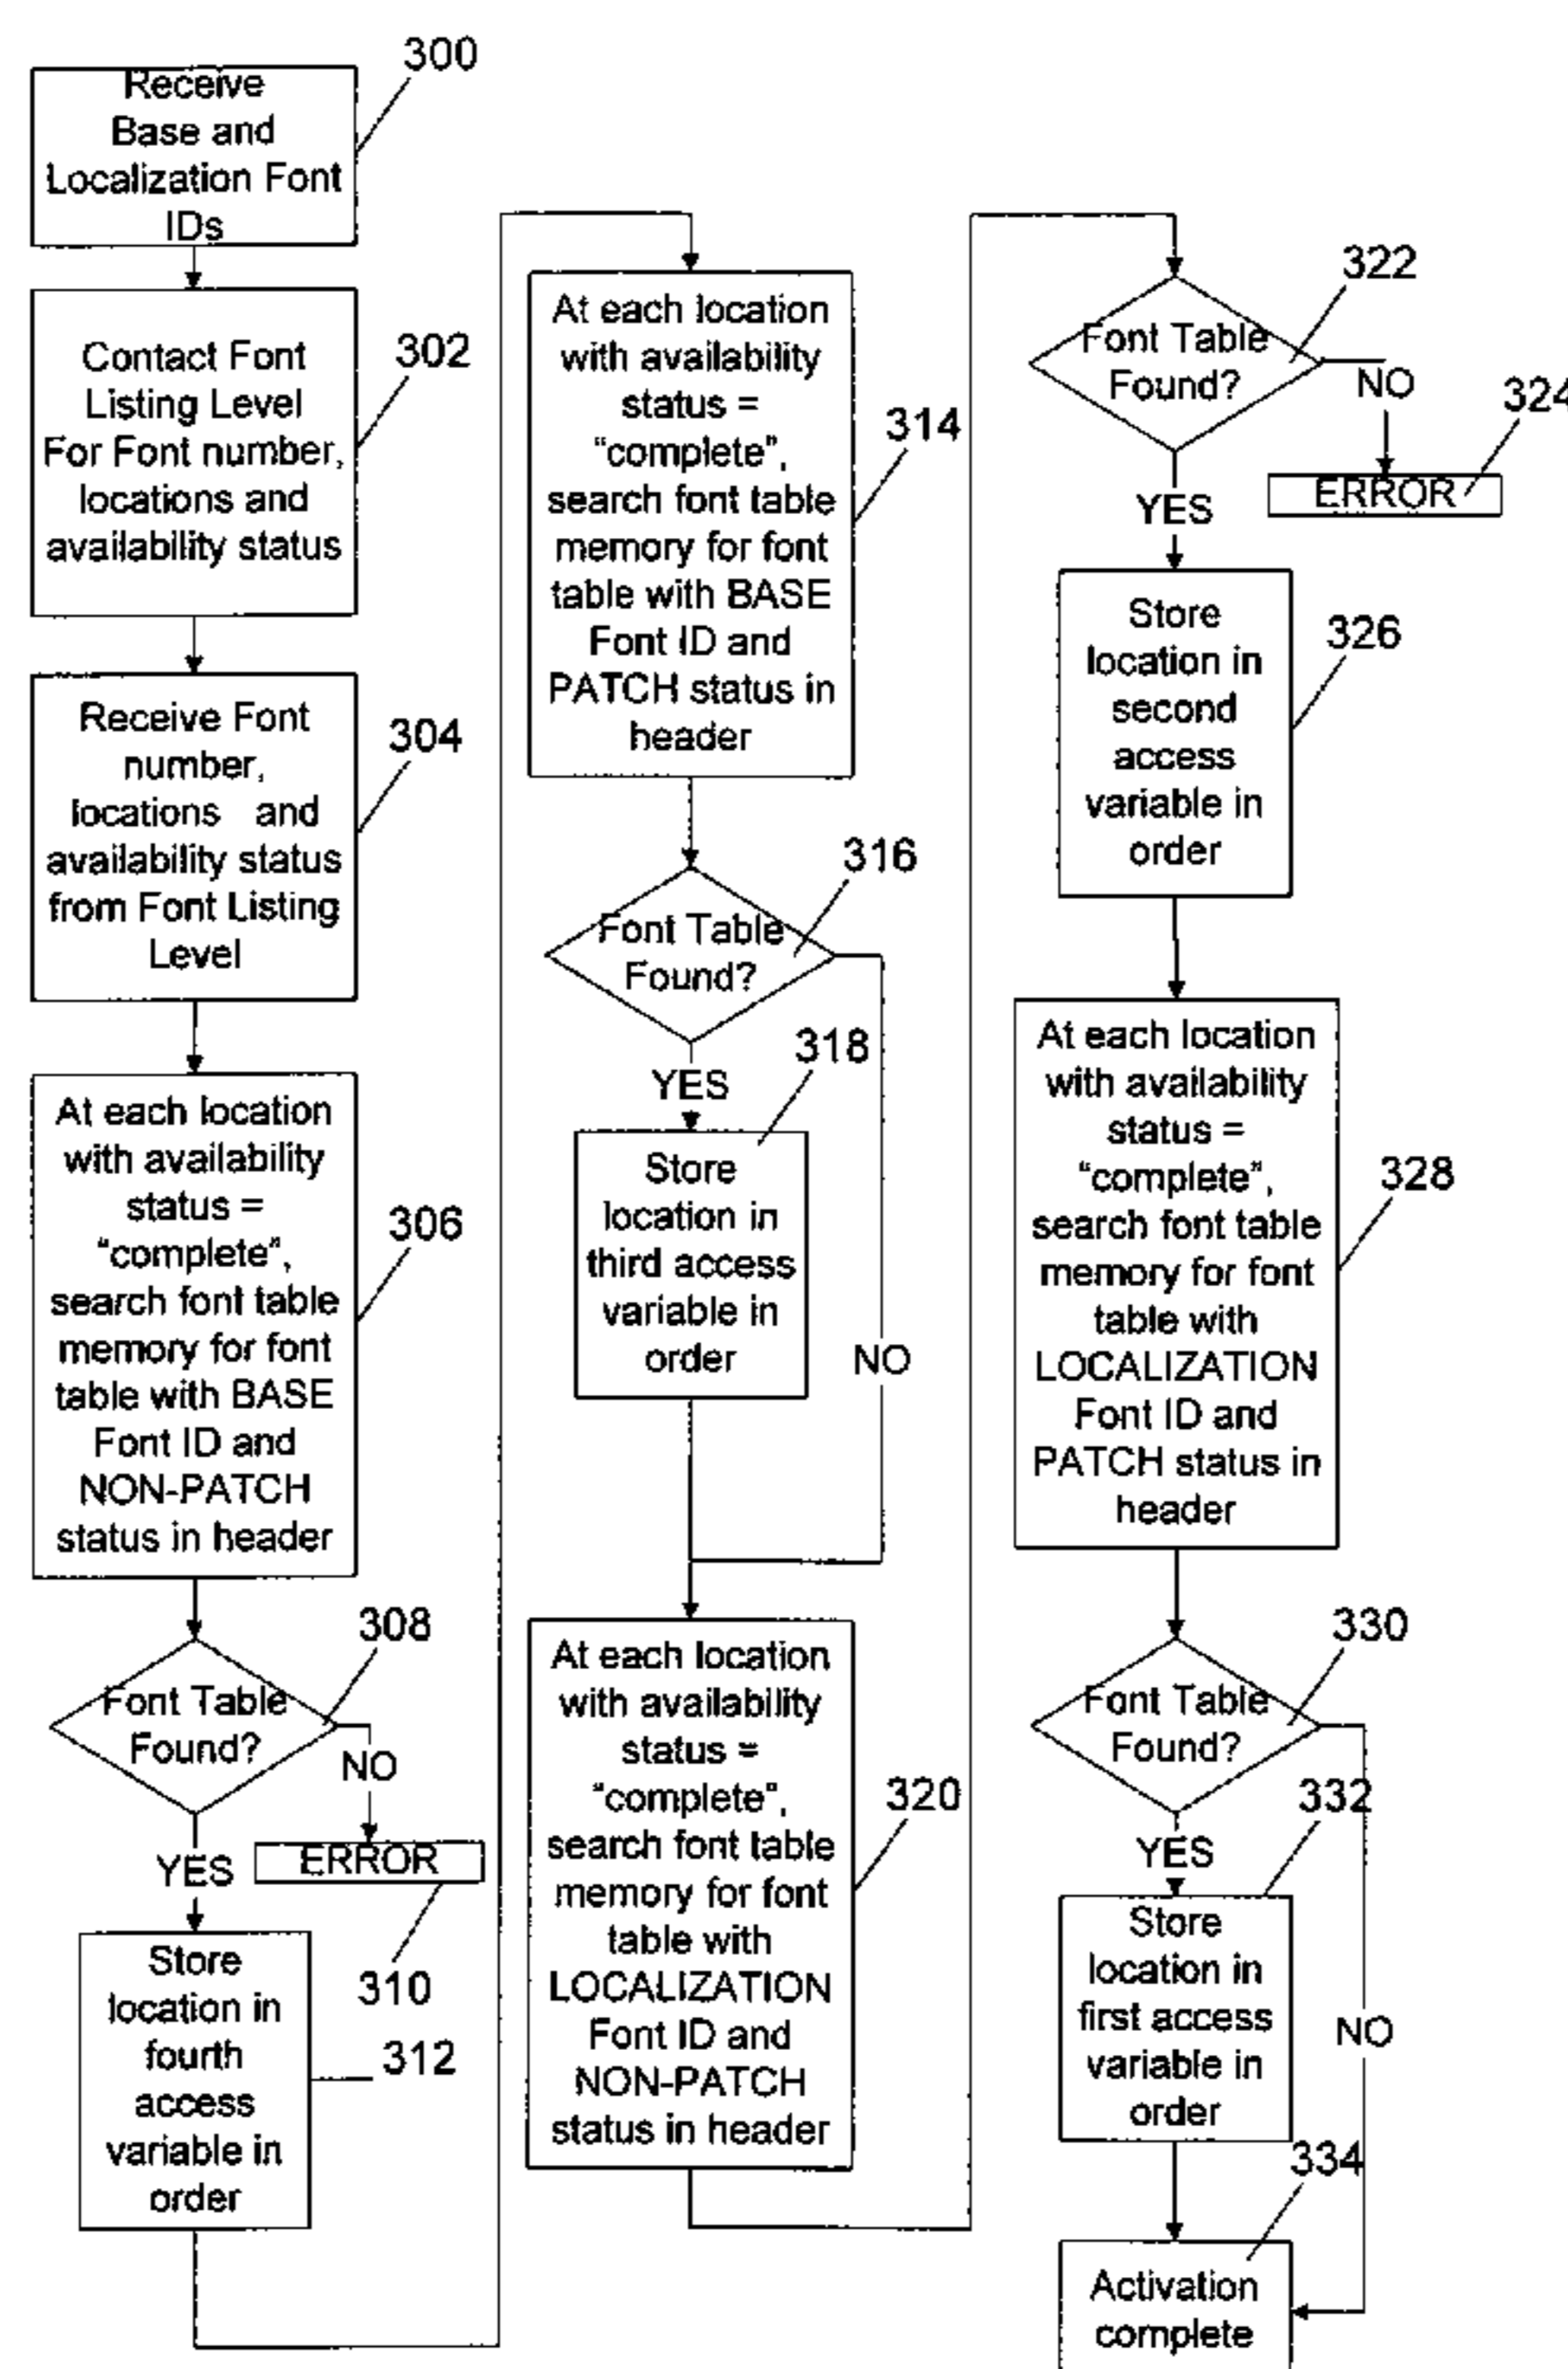 300
Receive
Base and
Localization Font
IDs
302
Contact Font
Listing Level
For Font number,
locations and
availability status
304
Receive Font
number,
locations and
availability status
from Font Listing
Level
306
At each location
with availability
status =
“complete”,
search font table
memory for font
table with BASE
Font ID and
NON-PATCH
status in header
308
Font Table
Found?
NO
YES
ERROR
310
Store
location in
fourth
access
variable in
order
312
314
At each location
with availability
status =
“complete”,
search font table
memory for font
table with BASE
Font ID and
PATCH status in
header
316
Font Table
Found?
YES
NO
318
Store
location in
third access
variable in
order
320
At each location
with availability
status =
“complete”,
search font table
memory for font
table with
LOCALIZATION
Font ID and
NON-PATCH
status in header
322
Font Table
Found?
NO
324
ERROR
YES
326
Store
location in
second
access
variable in
order
328
At each location
with availability
status =
“complete”,
search font table
memory for font
table with
LOCALIZATION
Font ID and
PATCH status in
header
330
Font Table
Found?
332
YES
NO
Store
location in
first access
variable in
order
334
Activation
complete